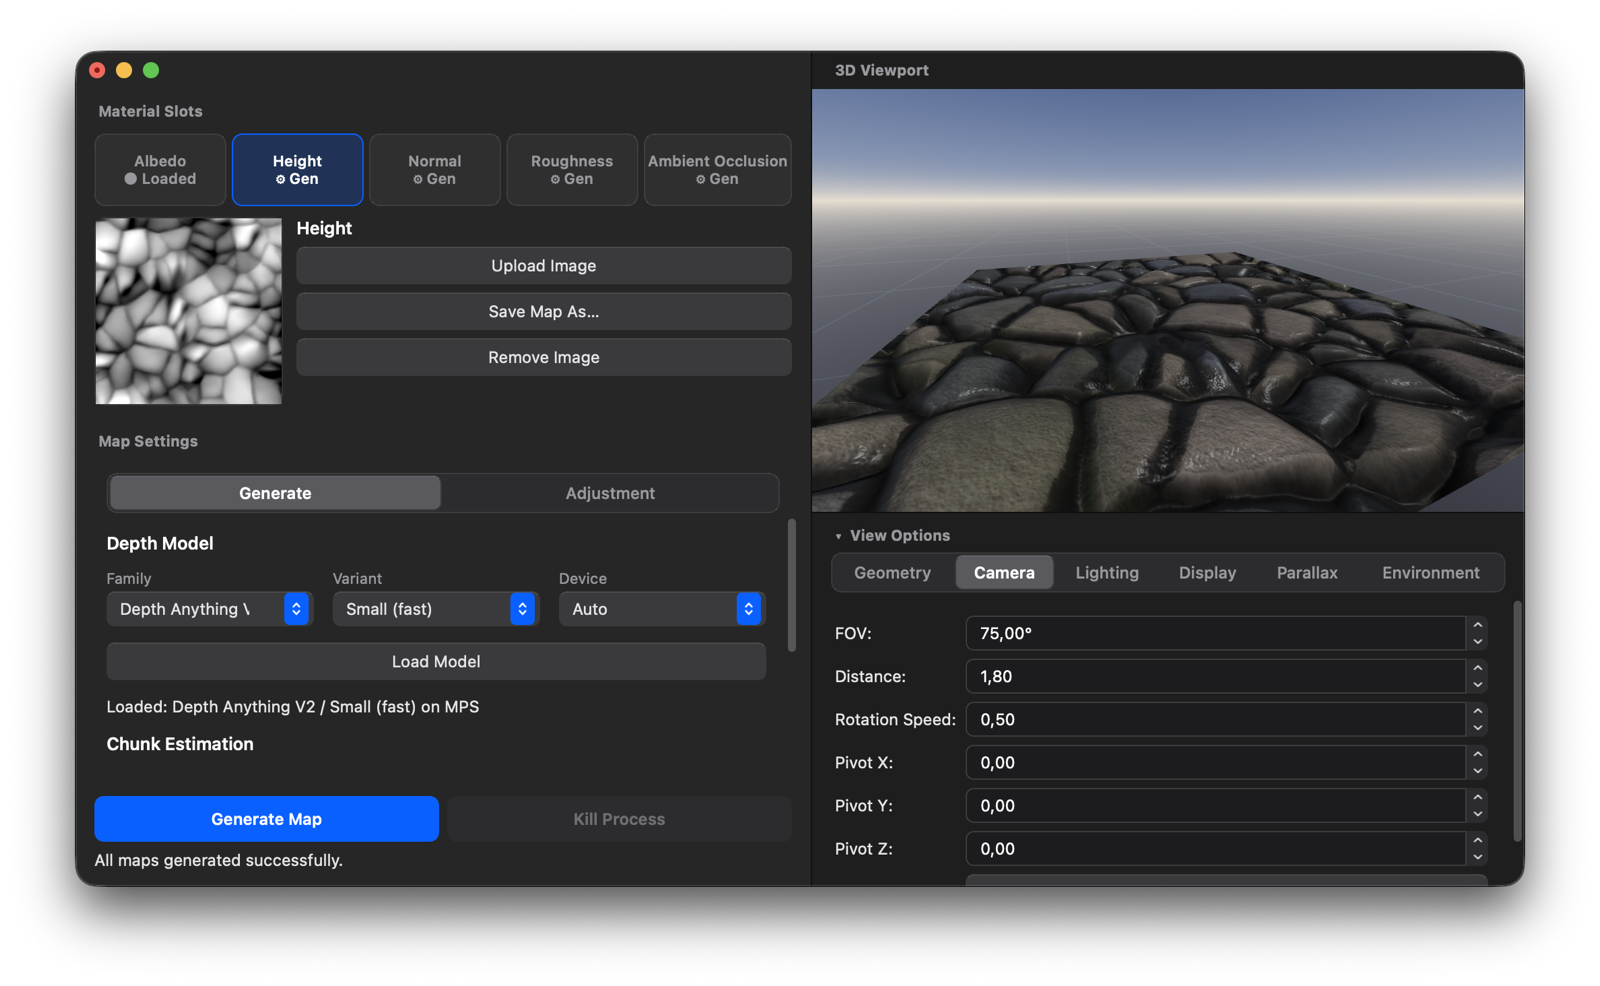 3D Viewport
Material Slots
Albedo
Loaded
Height
Gen
Normal
Gen
Roughness
Gen
Ambient Occlusion
Gen
Height
Upload Image
Save Map As...
Remove Image
Map Settings
Generate
Adjustment
Depth Model
Family
Variant
Device
Depth Anything V
Small (fast)
Auto
Load Model
Loaded: Depth Anything V2 / Small (fast) on MPS
Chunk Estimation
Generate Map
Kill Process
All maps generated successfully.
View Options
Geometry
Camera
Lighting
Display
Parallax
Environment
FOV:
75,00°
Distance:
1,80
Rotation Speed:
0,50
Pivot X:
0,00
Pivot Y:
0,00
Pivot Z:
0,00